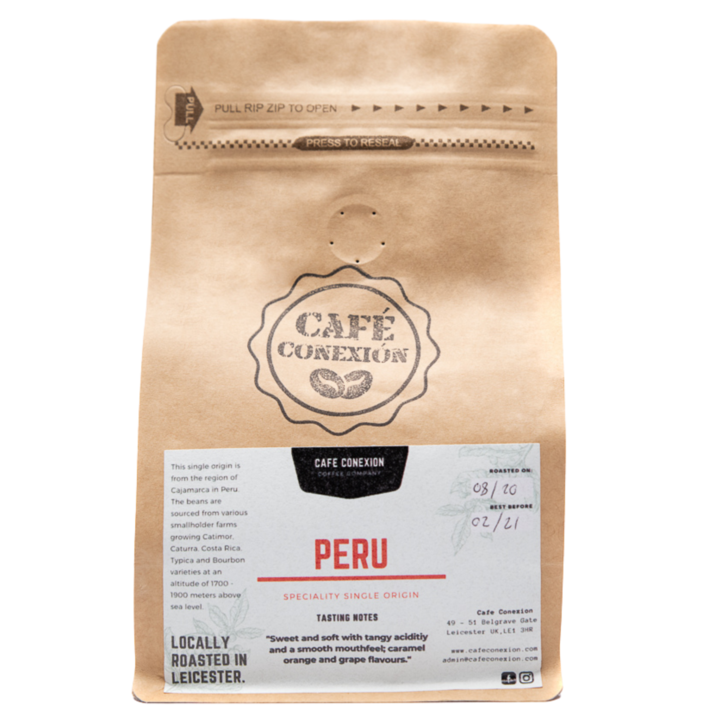 PULL
PULL RIP ZIP TO OPEN
PRESS TO RESEAL
CAFÉ
CONEXIÓN
CAFE CONEXION
COFFEE COMPANY
This single origin is
from the region of
Cajamarca in Peru.
The beans are
sourced from various
smallholder farms
growing Catimor,
Caturra, Costa Rica,
Typica and Bourbon
varieties at an
altitude of 1700 -
1900 meters above
sea level.
LOCALLY
ROASTED IN
LEICESTER.
PERU
SPECIALITY SINGLE ORIGIN
TASTING NOTES
"Sweet and soft with tangy aciditiy
and a smooth mouthfeel; caramel
orange and grape flavours."
ROASTED ON:
08/20
BEST BEFORE
02/21
Cafe Conexion
49 - 51 Belgrave Gate
Leicester UK,LE1 3HR
www.cafeconexion.com
admin@cafeconexion.com